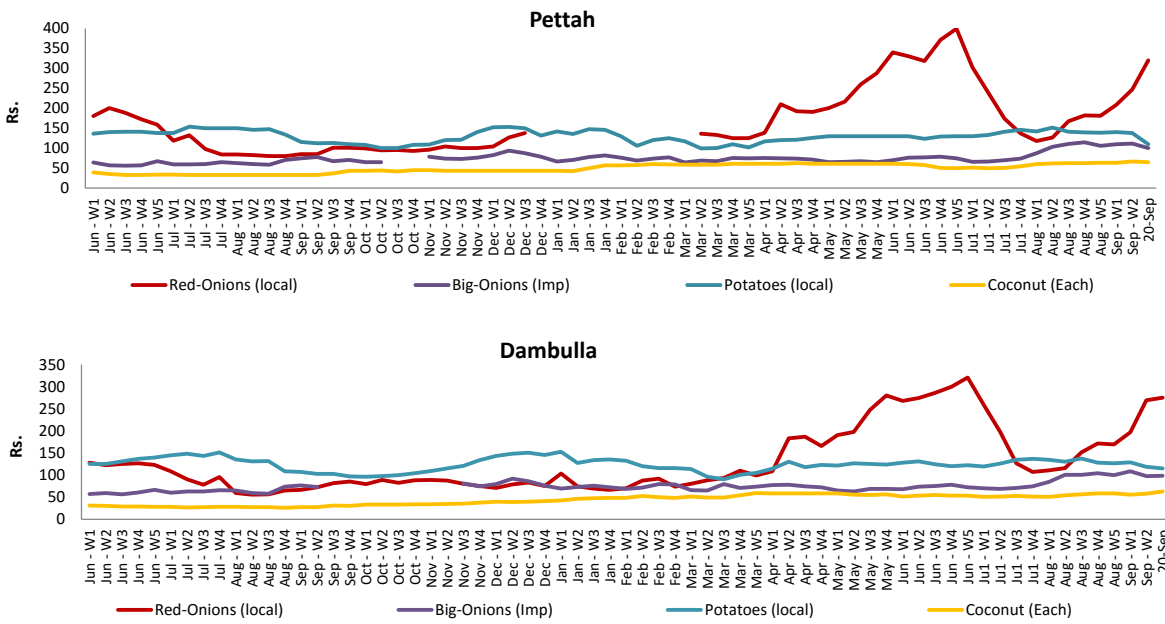 Pettah
Rs.
400
350
300
250
200
150
100
50
0
Jun - W1
Jun - W2
Jun - W3
Jun - W4
Jun - W5
Jul - W1
Jul - W2
Jul - W3
Jul - W4
Aug - W1
Aug - W2
Aug - W3
Aug - W4
Sep - W1
Sep - W2
Sep - W3
Sep - W4
Oct - W1
Oct - W2
Oct - W3
Oct - W4
Nov - W1
Nov - W2
Nov - W3
Nov - W4
Dec - W1
Dec - W2
Dec - W3
Dec - W4
Jan - W1
Jan - W2
Jan - W3
Jan - W4
Feb - W1
Feb - W2
Feb - W3
Feb - W4
Mar - W1
Mar - W2
Mar - W3
Mar - W4
Mar - W5
Apr - W1
Apr - W2
Apr - W3
Apr - W4
May - W1
May - W2
May - W3
May - W4
Jun - W1
Jun - W2
Jun - W3
Jun - W4
Jun - W5
Ju1 - W1
Ju1 - W2
Ju1 - W3
Ju1 - W4
Aug - W1
Aug - W2
Aug - W3
Aug - W4
Aug - W5
Sep - W1
Sep - W2
20-Sep
Red-Onions (local) Big-Onions (Imp) Potatoes (local) Coconut (Each)
Dambulla
Rs.
350
300
250
200
150
100
50
0
Jun - W1
Jun - W2
Jun - W3
Jun - W4
Jun - W5
Jul - W1
Jul - W2
Jul - W3
Jul - W4
Aug - W1
Aug - W2
Aug - W3
Aug - W4
Sep - W1
Sep - W2
Sep - W3
Sep - W4
Oct - W1
Oct - W2
Oct - W3
Oct - W4
Nov - W1
Nov - W2
Nov - W3
Nov - W4
Dec - W1
Dec - W2
Dec - W3
Dec - W4
Jan - W1
Jan - W2
Jan - W3
Jan - W4
Feb - W1
Feb - W2
Feb - W3
Feb - W4
Mar - W1
Mar - W2
Mar - W3
Mar - W4
Mar - W5
Apr - W1
Apr - W2
Apr - W3
Apr - W4
May - W1
May - W2
May - W3
May - W4
Jun - W1
Jun - W2
Jun - W3
Jun - W4
Jun - W5
Ju1 - W1
Ju1 - W2
Ju1 - W3
Ju1 - W4
Aug - W1
Aug - W2
Aug - W3
Aug - W4
Aug - W5
Sep - W1
Sep - W2
20-Sep
Red-Onions (local) Big-Onions (Imp) Potatoes (local) Coconut (Each)